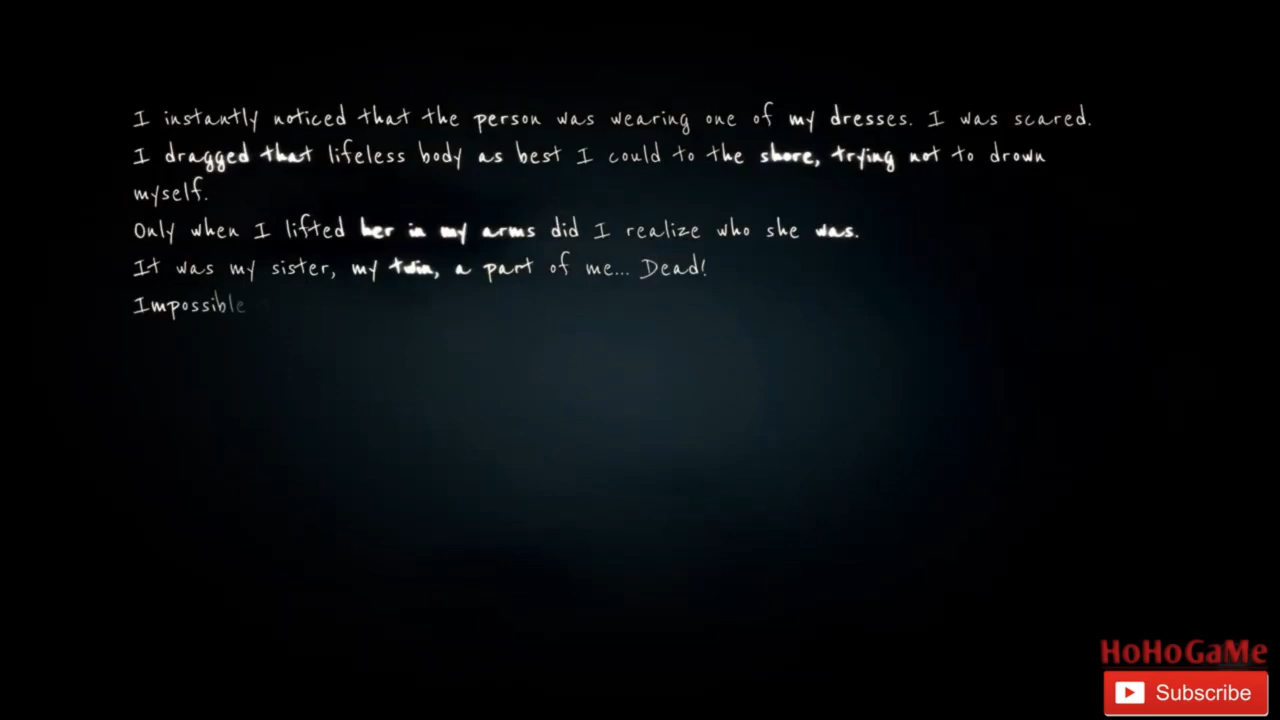 I instantly noticed that the person was wearing one of my dresses. I was scared.
I dragged that lifeless body as best I could to the shore, trying not to drown
myself.
Only when I lifted her in my arms did I realize who she was.
It was my sister, my twin, a part of me... Dead!
Impossible
HoHoGaMe
Subscribe